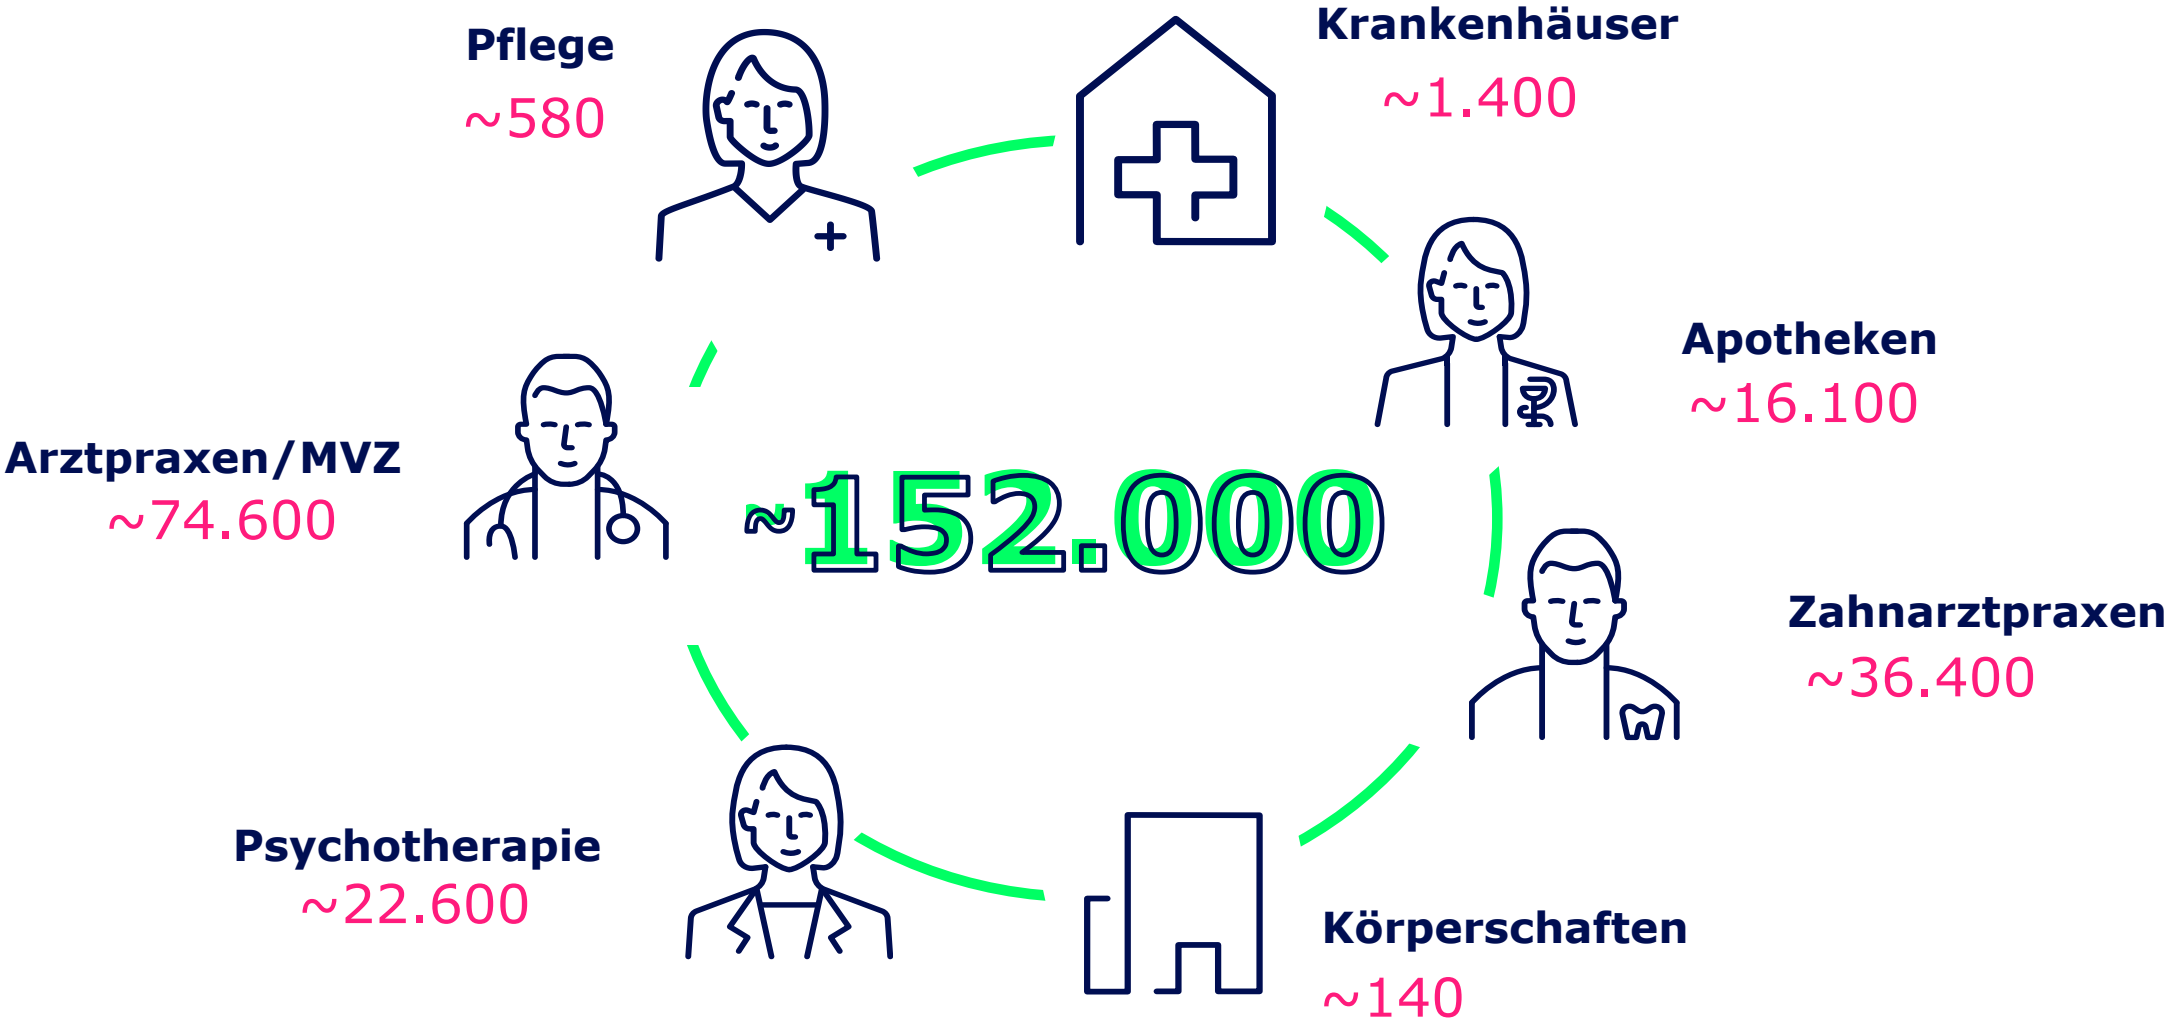 Pflege
~580
Krankenhäuser
~1.400
Apotheken
~16.100
Arztpraxen/MVZ
~74.600
~152.000
Zahnarztpraxen
~36.400
Psychotherapie
~22.600
Körperschaften
~140